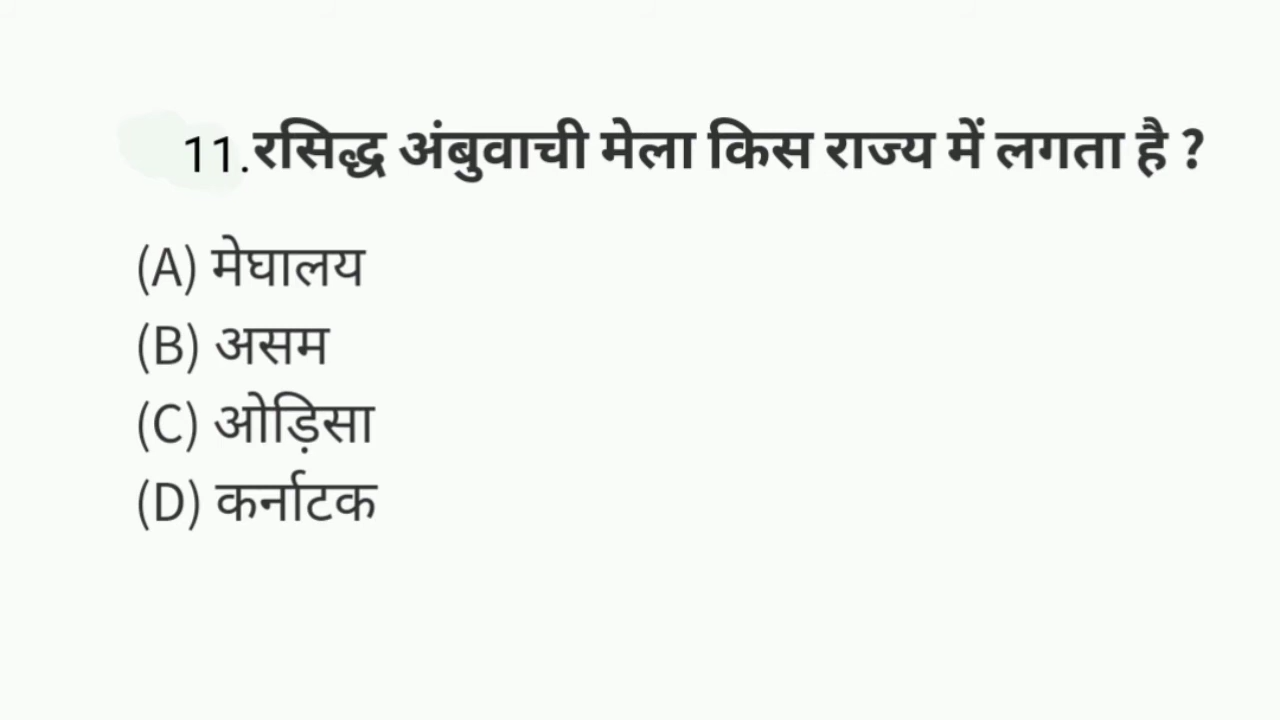 11.रसिद्ध अंबुवाची मेला किस राज्य में लगता है ?
(A) मेघालय
(B) असम
(C) ओड़िसा
(D) कर्नाटक